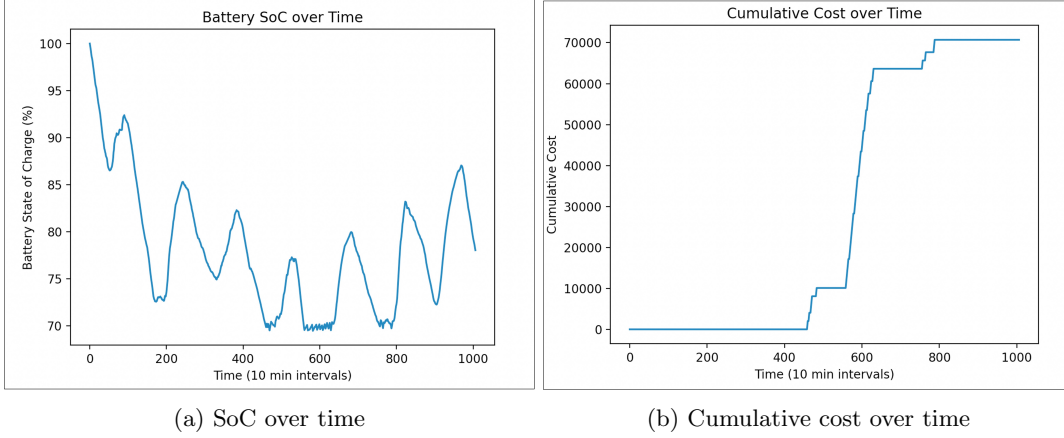 Battery SoC over Time
Battery State of Charge (%)
100
95
90
85
80
75
70
0 200 400 600 800 1000
Time (10 min intervals)
(a) SoC over time
Cumulative Cost over Time
Cumulative Cost
70000
60000
50000
40000
30000
20000
10000
0
0 200 400 600 800 1000
Time (10 min intervals)
(b) Cumulative cost over time